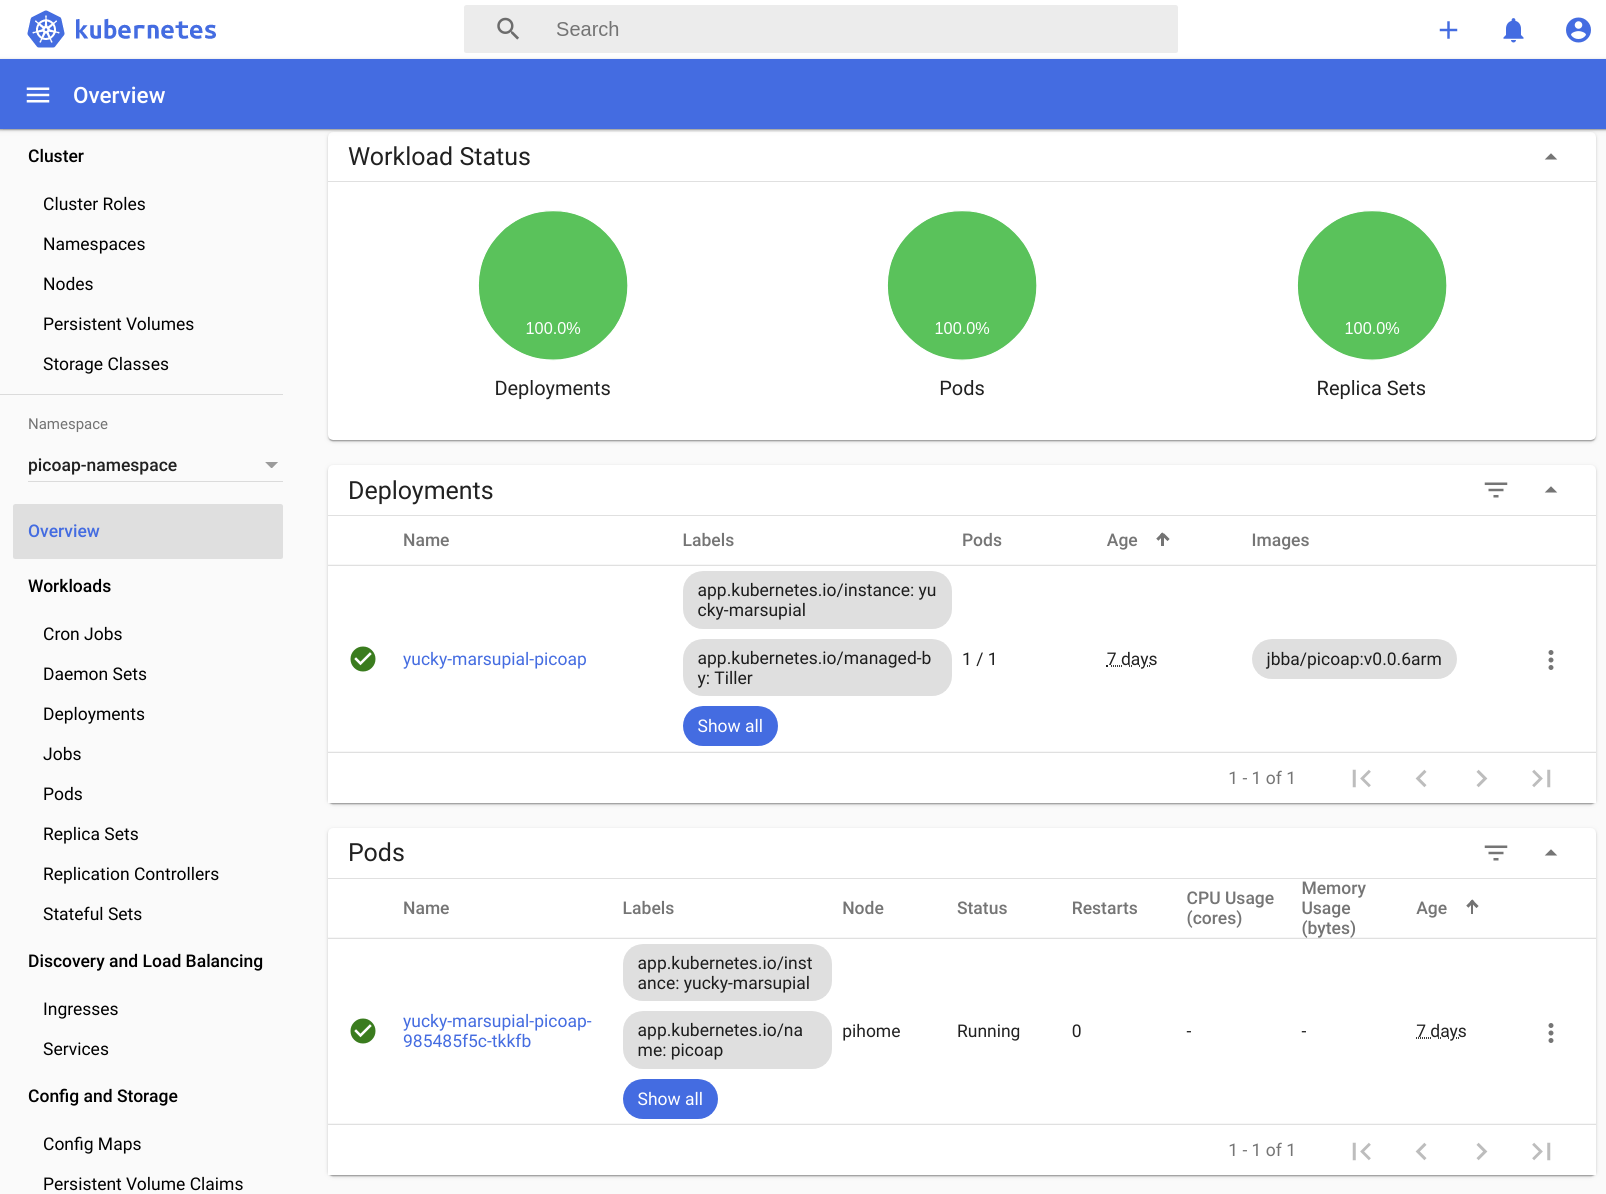 kubernetes
Search
Overview
Cluster
Cluster Roles
Namespaces
Nodes
Persistent Volumes
Storage Classes
Namespace
picoap-namespace
Overview
Workloads
Cron Jobs
Daemon Sets
Deployments
Jobs
Pods
Replica Sets
Replication Controllers
Stateful Sets
Discovery and Load Balancing
Ingresses
Services
Config and Storage
Config Maps
Persistent Volume Claims
Workload Status
100.0% 100.0% 100.0%
Deployments Pods Replica Sets
Deployments
Name Labels Pods Age Images
yucky-marsupial-picoap
app.kubernetes.io/instance: yu
cky-marsupial
app.kubernetes.io/managed-b
y: Tiller
Show all
1 / 1
7 days
jbba/picoap:v0.0.6arm
1 - 1 of 1
Pods
Name Labels Node Status Restarts
CPU Usage
(cores)
Memory
Usage
(bytes)
Age
yucky-marsupial-picoap-
985485f5c-tkkfb
app.kubernetes.io/inst
ance: yucky-marsupial
app.kubernetes.io/na
me: picoap
Show all
pihome
Running
0
-
-
7 days
1 - 1 of 1